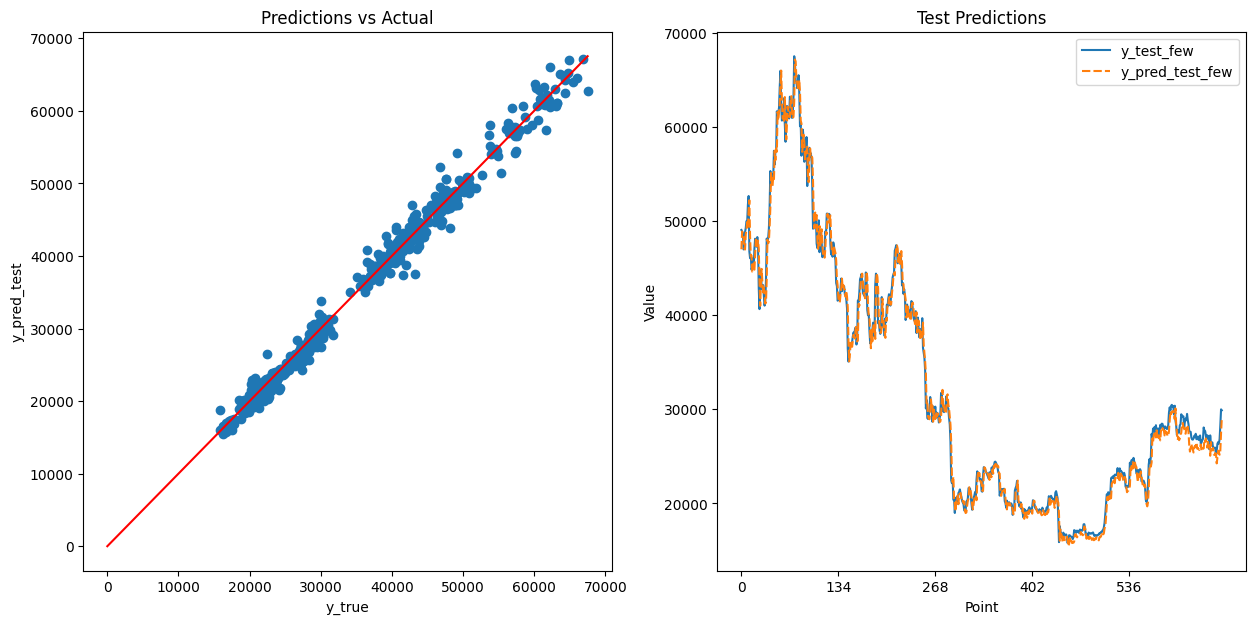 Predictions vs Actual
70000
60000
50000
40000
30000
20000
10000
0
y_pred_test
0 10000 20000 30000 40000 50000 60000 70000
y_true
Test Predictions
y_test_few
y_pred_test_few
70000
60000
50000
40000
30000
20000
Value
0 134 268 402 536
Point